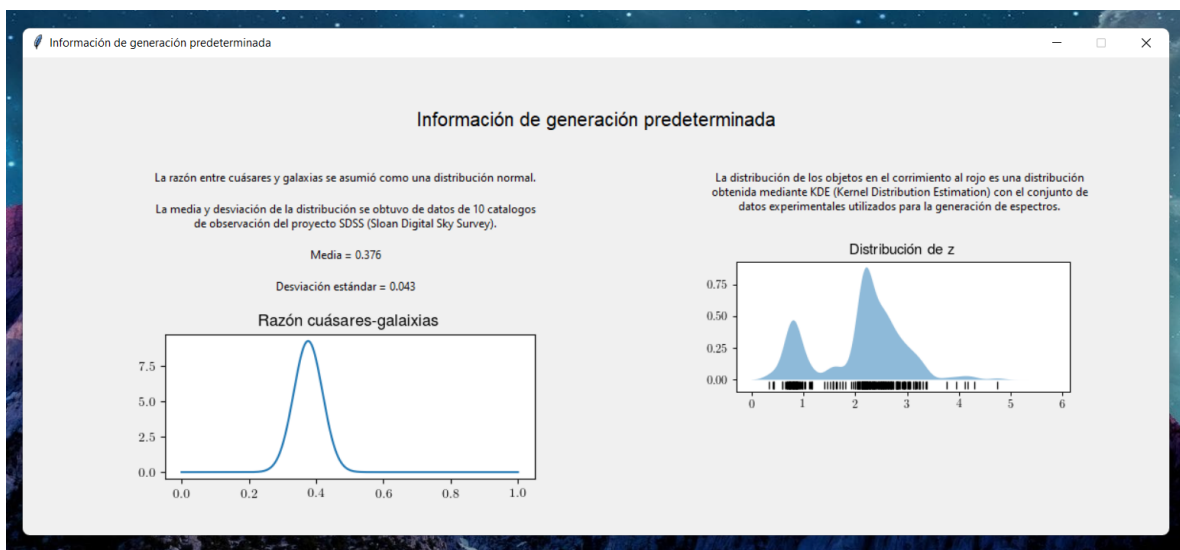 Información de generación predeterminada
Información de generación predeterminada
La razón entre cuásares y galaxias se asumió como una distribución normal.
La media y desviación de la distribución se obtuvo de datos de 10 catalogos
de observación del proyecto SDSS (Sloan Digital Sky Survey).
Media = 0.376
Desviación estándar = 0.043
Razón cuásares-galaixias
7.5
5.0
2.5
0.0
0.0 0.2 0.4 0.6 0.8 1.0
La distribución de los objetos en el corrimiento al rojo es una distribución
obtenida mediante KDE (Kernel Distribution Estimation) con el conjunto de
datos experimentales utilizados para la generación de espectros.
Distribución de z
0.75
0.50
0.25
0.00
0 1 2 3 4 5 6